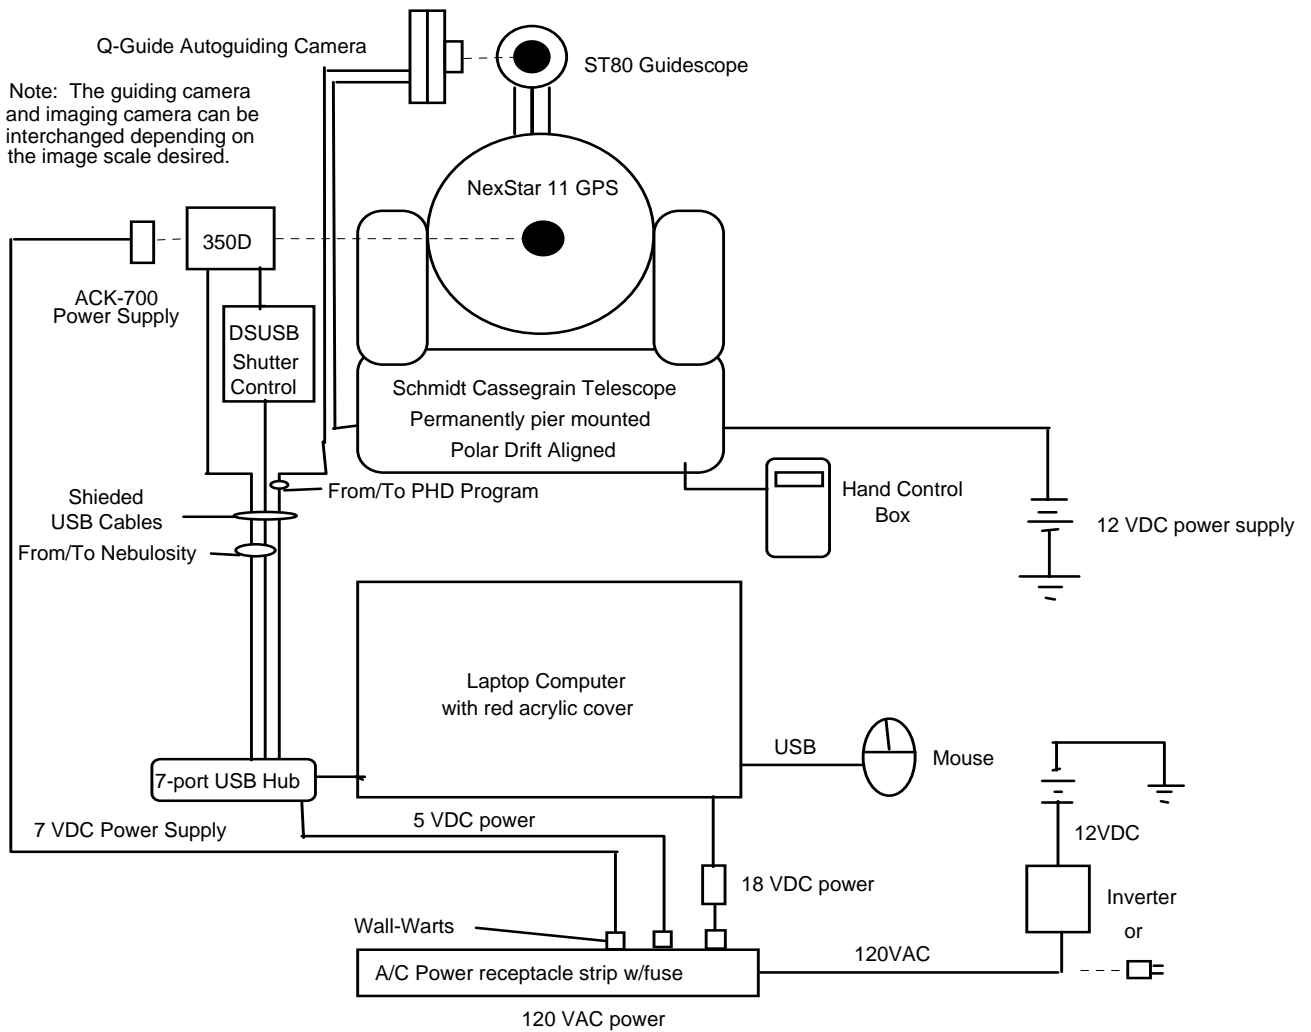 Q-Guide Autoguiding Camera
ST80 Guidescope
Note: The guiding camera
and imaging camera can be
interchanged depending on
the image scale desired.
NexStar 11 GPS
350D
ACK-700
Power Supply
DSUSB
Shutter
Control
Schmidt Cassegrain Telescope
Permanently pier mounted
Polar Drift Aligned
From/To PHD Program
Hand Control
Box
Shieded
USB Cables
12 VDC power supply
From/To Nebulosity
Laptop Computer
with red acrylic cover
USB
Mouse
7-port USB Hub
7 VDC Power Supply
5 VDC power
12VDC
18 VDC power
Inverter
or
Wall-Warts
120VAC
A/C Power receptacle strip w/fuse
120 VAC power